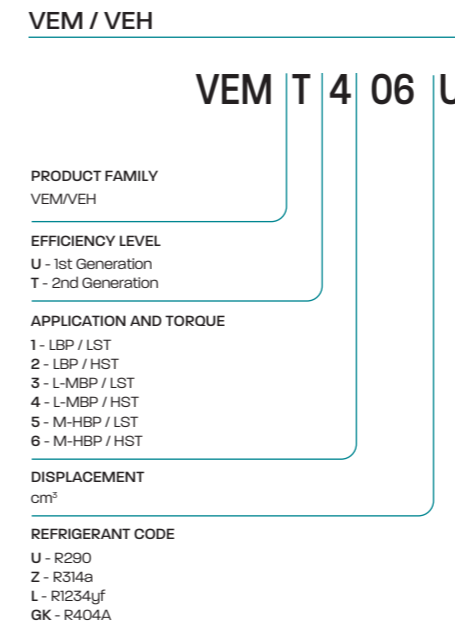 VEM / VEH
VEM T 4 06 U
PRODUCT FAMILY
VEM/VEH
EFFICIENCY LEVEL
U - 1st Generation
T - 2nd Generation
APPLICATION AND TORQUE
1 - LBP / LST
2 - LBP / HST
3 - L-MBP / LST
4 - L-MBP / HST
5 - M-HBP / LST
6 - M-HBP / HST
DISPLACEMENT
cm³
REFRIGERANT CODE
U - R290
Z - R314a
L - R1234yf
GK - R404A